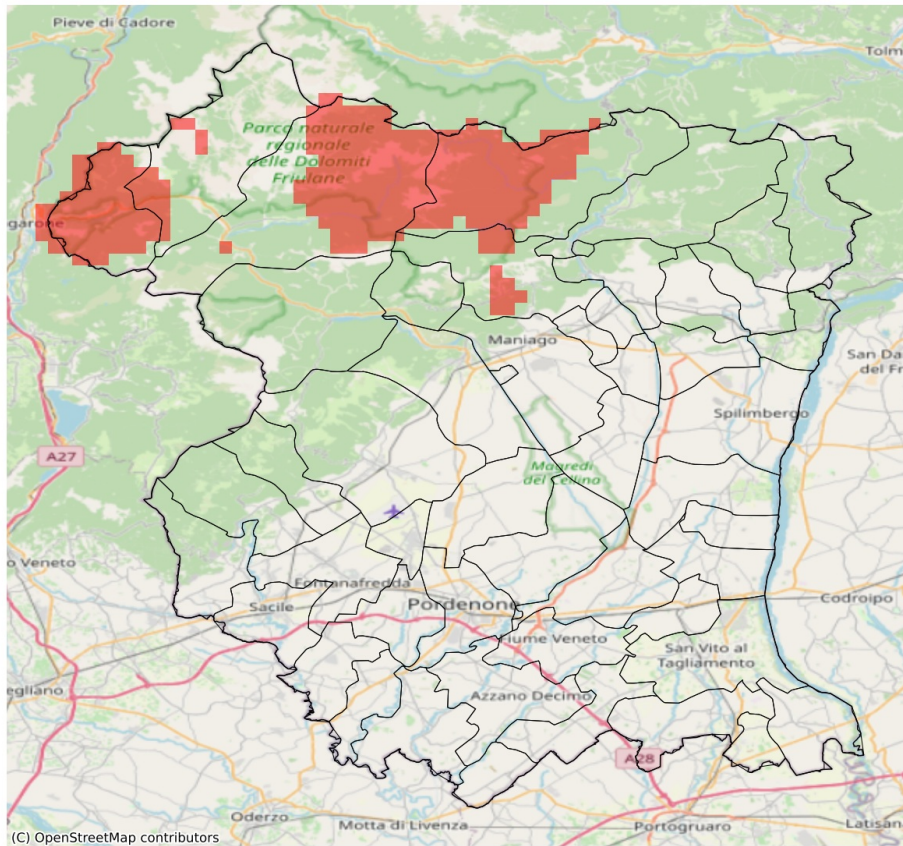 Pieve di Cadore
Tolm
Parco naturale
regionale
delle Dolomiti
Friulane
garone
Maniago
San Da
del Fr
Spilimbergo
A27
Magredi
del Cellina
o Veneto
Fontanafredda
Sacile
Pordenone
Codroipo
Fiume Veneto
San Vito al
Tagliamento
egliano
Azzano Decimo
A28
Oderzo
Motta di Livenza
Portogruaro
Latisan
(C) OpenStreetMap contributors